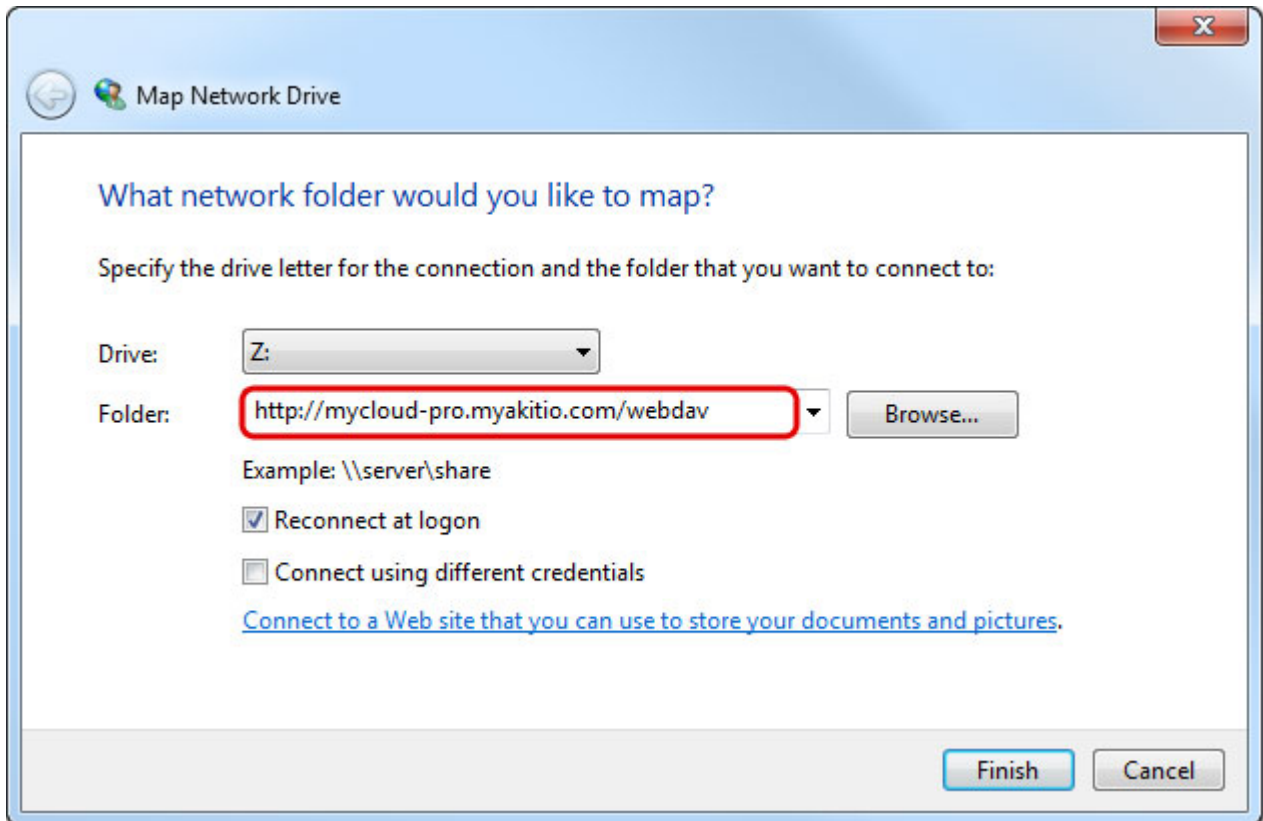 Map Network Drive
What network folder would you like to map?
Specify the drive letter for the connection and the folder that you want to connect to:
Drive: Z:
Folder: http://mycloud-pro.myakitio.com/webdav Browse...
Example: \\server\share
Reconnect at logon
Connect using different credentials
Connect to a Web site that you can use to store your documents and pictures.
Finish Cancel